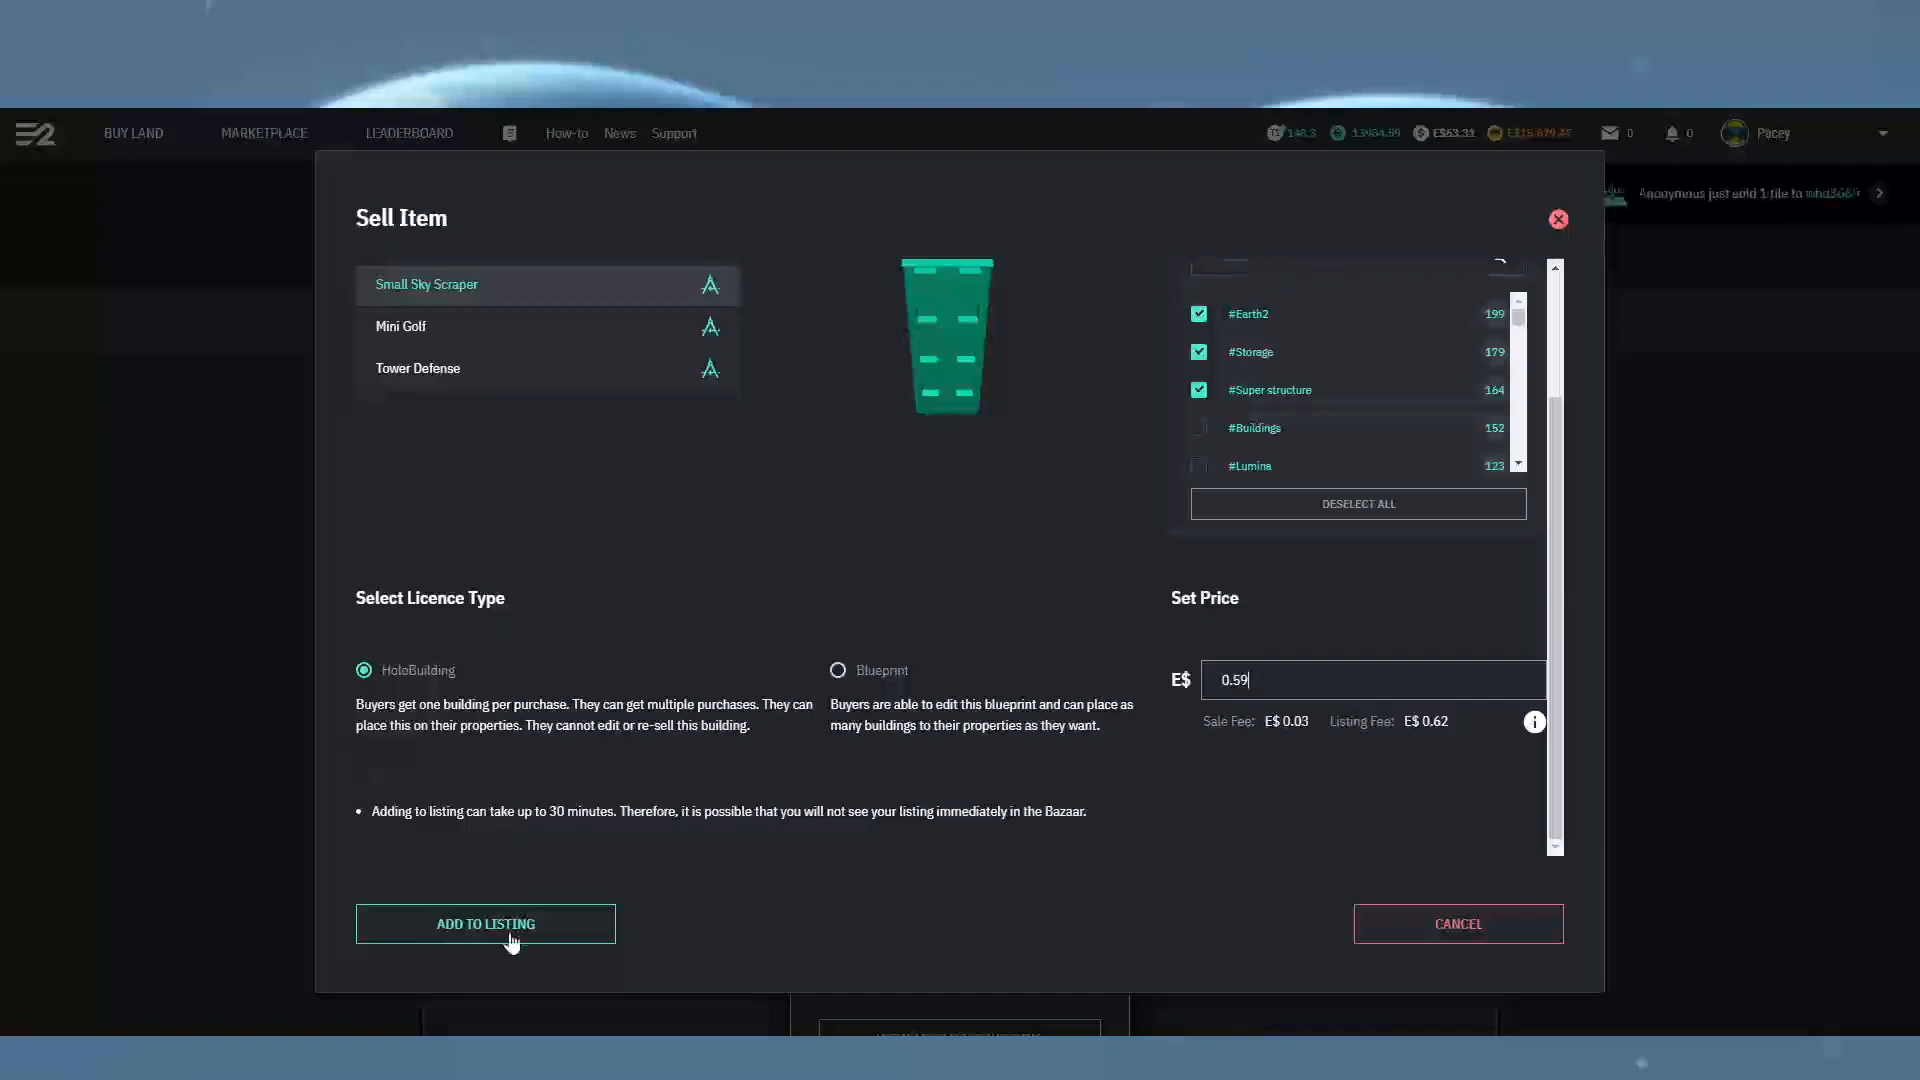 BUY LAND
MARKETPLACE
LEADERBOARD
How-to
News
Support
0
0
Pacey
Sell Item
Anonymous just sold 1 tile to
Small Sky Scraper
Mini Golf
Tower Defense
#Earth2 199
#Storage 179
#Super structure 164
#Buildings 152
#Lumina 123
DESELECT ALL
Select Licence Type
Set Price
HoloBuilding
Blueprint
Buyers get one building per purchase. They can get multiple purchases. They can
place this on their properties. They cannot edit or re-sell this building.
Buyers are able to edit this blueprint and can place as
many buildings to their properties as they want.
E$ 0.59
Sale Fee: E$ 0.03 Listing Fee: E$ 0.62
• Adding to listing can take up to 30 minutes. Therefore, it is possible that you will not see your listing immediately in the Bazaar.
ADD TO LISTING
CANCEL